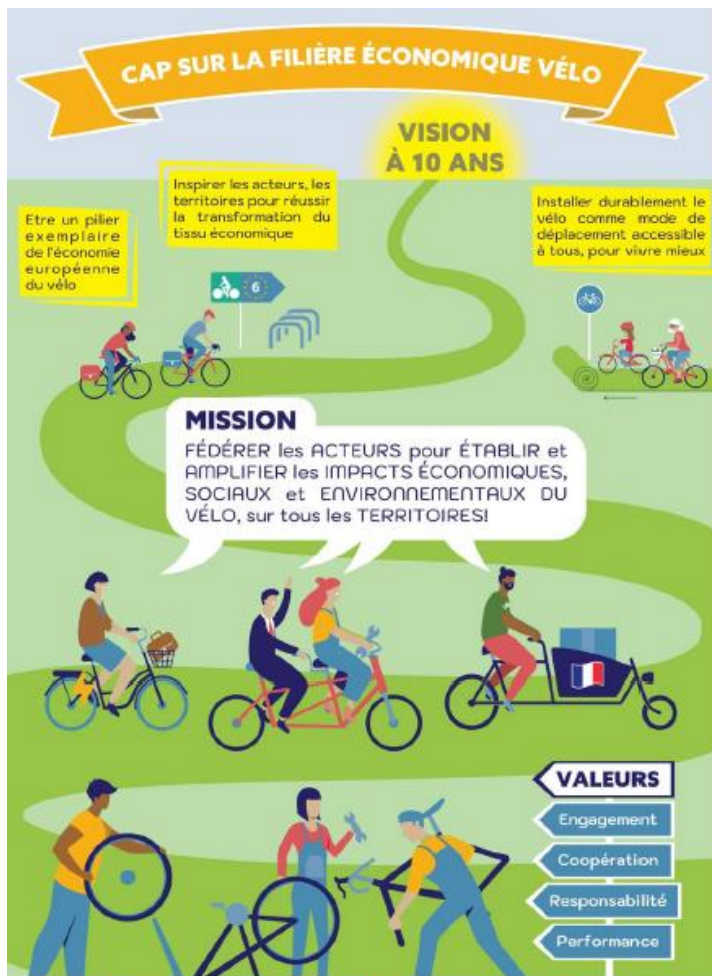 CAP SUR LA FILIÈRE ÉCONOMIQUE VÉLO
VISION
À 10 ANS
Inspirer les acteurs, les
territoires pour réussir
la transformation du
tissu économique
Etre un pilier
exemplaire
de l'économie
européenne
du vélo
Installer durablement le
vélo comme mode de
déplacement accessible
à tous, pour vivre mieux
6
MISSION
FÉDÉRER les ACTEURS pour ÉTABLIR et
AMPLIFIER les IMPACTS ÉCONOMIQUES,
SOCIAUX et ENVIRONNEMENTAUX DU
VÉLO, sur tous les TERRITOIRES!
VALEURS
Engagement
Coopération
Responsabilité
Performance